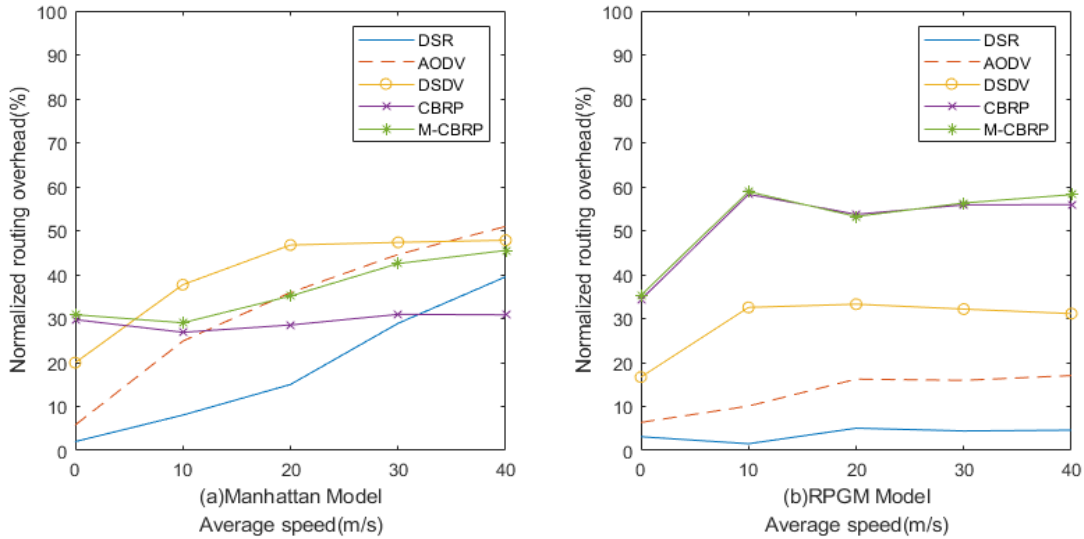 Normalized routing overhead(%)
100
90
80
70
60
50
40
30
20
10
0
DSR
AODV
DSDV
CBRP
M-CBRP
0 10 20 30 40
(a)Manhattan Model
Average speed(m/s)
Normalized routing overhead(%)
100
90
80
70
60
50
40
30
20
10
0
DSR
AODV
DSDV
CBRP
M-CBRP
0 10 20 30 40
(b)RPGM Model
Average speed(m/s)